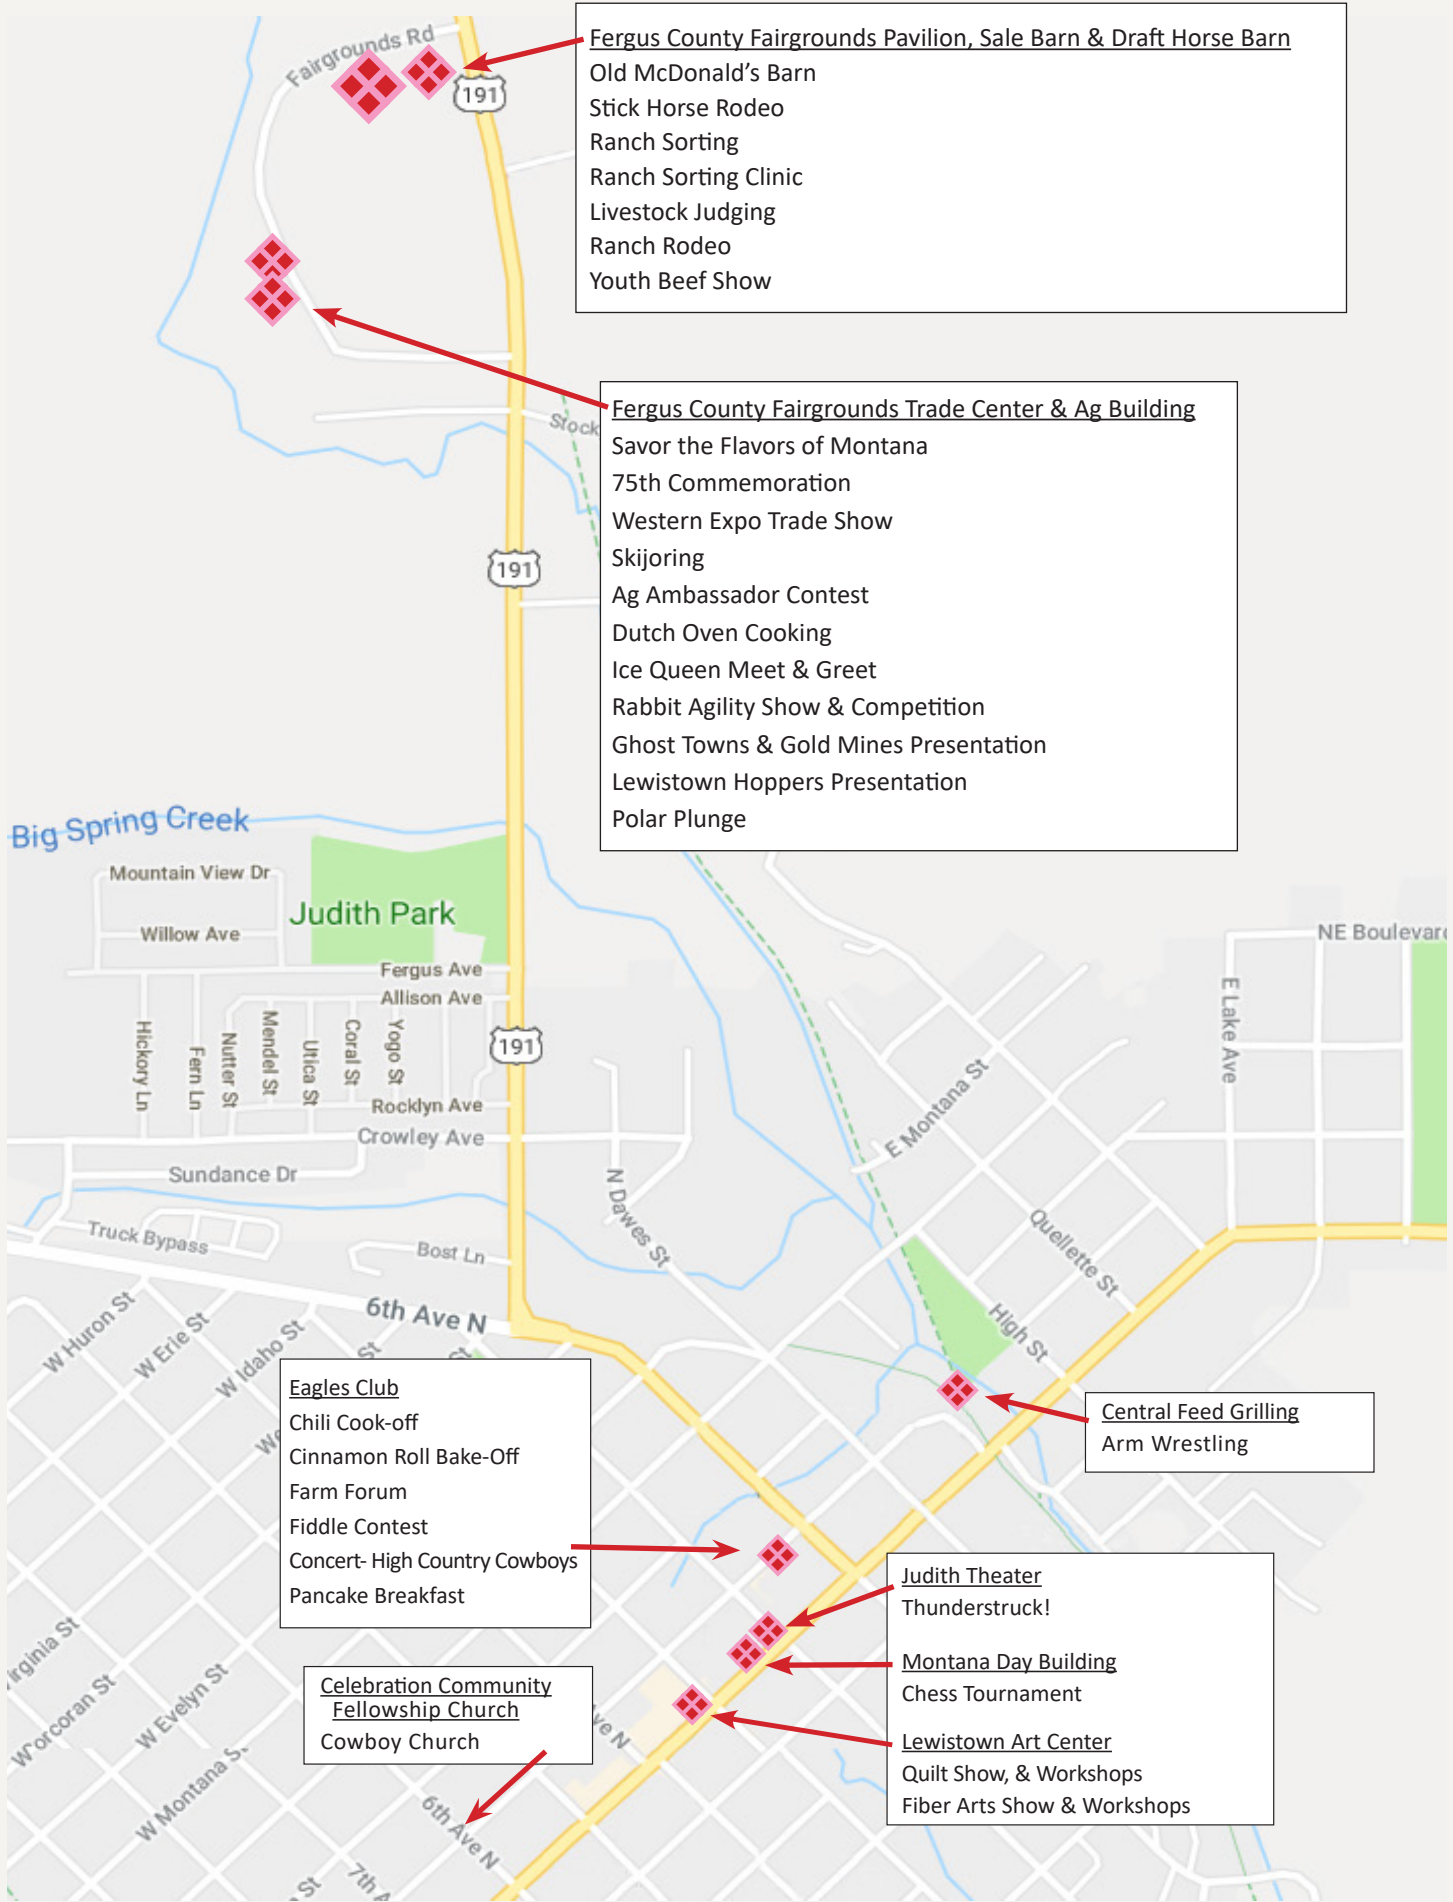 Fairgrounds Rd
191
Fergus County Fairgrounds Pavilion, Sale Barn & Draft Horse Barn
Old McDonald's Barn
Stick Horse Rodeo
Ranch Sorting
Ranch Sorting Clinic
Livestock Judging
Ranch Rodeo
Youth Beef Show
Fergus County Fairgrounds Trade Center & Ag Building
Savor the Flavors of Montana
75th Commemoration
Western Expo Trade Show
Skijoring
Ag Ambassador Contest
Dutch Oven Cooking
Ice Queen Meet & Greet
Rabbit Agility Show & Competition
Ghost Towns & Gold Mines Presentation
Lewistown Hoppers Presentation
Polar Plunge
Stock
191
Big Spring Creek
Mountain View Dr
Judith Park
Willow Ave
NE Boulevard
Fergus Ave
Allison Ave
E Lake Ave
Hickory Ln
Fern Ln
Nutter St
Mendel St
Utica St
Coral St
Yogo St
191
Rocklyn Ave
Crowley Ave
E Montana St
Sundance Dr
N Dawes St
Truck Bypass
Bost Ln
Quellette St
6th Ave N
High St
W Huron St
W Erie St
W Idaho St
St
St
We
Eagles Club
Chili Cook-off
Cinnamon Roll Bake-Off
Farm Forum
Fiddle Contest
Concert- High Country Cowboys
Pancake Breakfast
Central Feed Grilling
Arm Wrestling
Judith Theater
Thunderstruck!
Montana Day Building
Chess Tournament
Lewistown Art Center
Quilt Show, & Workshops
Fiber Arts Show & Workshops
Celebration Community
Fellowship Church
Cowboy Church
irginia St
W Corcoran St
W Evelyn St
W Montana S
Ave N
6th Ave N
7th A
St